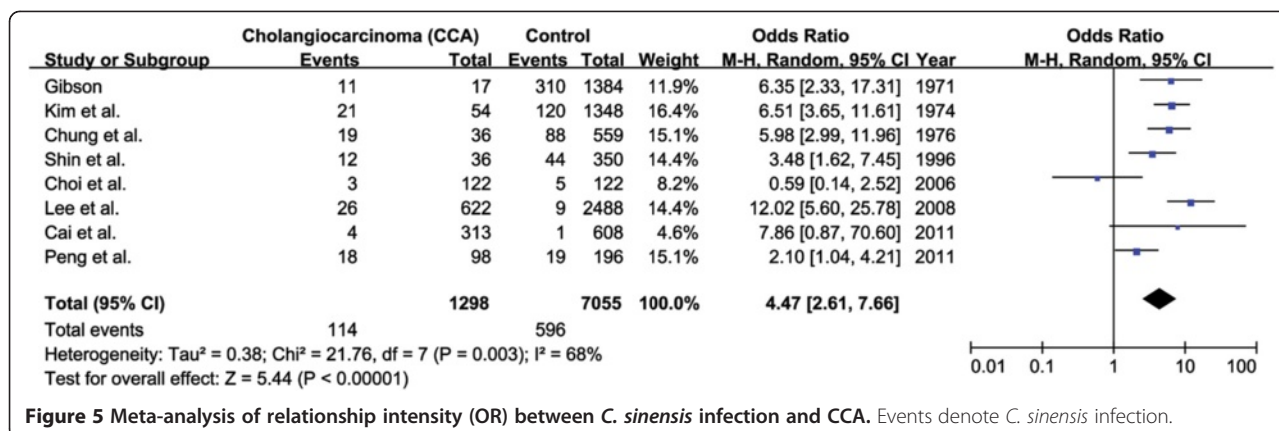 Cholangiocarcinoma (CCA) Control Odds Ratio Odds Ratio
Study or Subgroup Events Total Events Total Weight M-H, Random, 95% CI Year M-H, Random, 95% CI
Gibson 11 17 310 1384 11.9% 6.35 [2.33, 17.31] 1971
Kim et al. 21 54 120 1348 16.4% 6.51 [3.65, 11.61] 1974
Chung et al. 19 36 88 559 15.1% 5.98 [2.99, 11.96] 1976
Shin et al. 12 36 44 350 14.4% 3.48 [1.62, 7.45] 1996
Choi et al. 3 122 5 122 8.2% 0.59 [0.14, 2.52] 2006
Lee et al. 26 622 9 2488 14.4% 12.02 [5.60, 25.78] 2008
Cai et al. 4 313 1 608 4.6% 7.86 [0.87, 70.60] 2011
Peng et al. 18 98 19 196 15.1% 2.10 [1.04, 4.21] 2011
Total (95% CI) 1298 7055 100.0% 4.47 [2.61, 7.66]
Total events 114 596
Heterogeneity: Tau² = 0.38; Chi² = 21.76, df = 7 (P = 0.003); I² = 68%
Test for overall effect: Z = 5.44 (P < 0.00001)
0.01 0.1 1 10 100
Figure 5 Meta-analysis of relationship intensity (OR) between C. sinensis infection and CCA. Events denote C. sinensis infection.